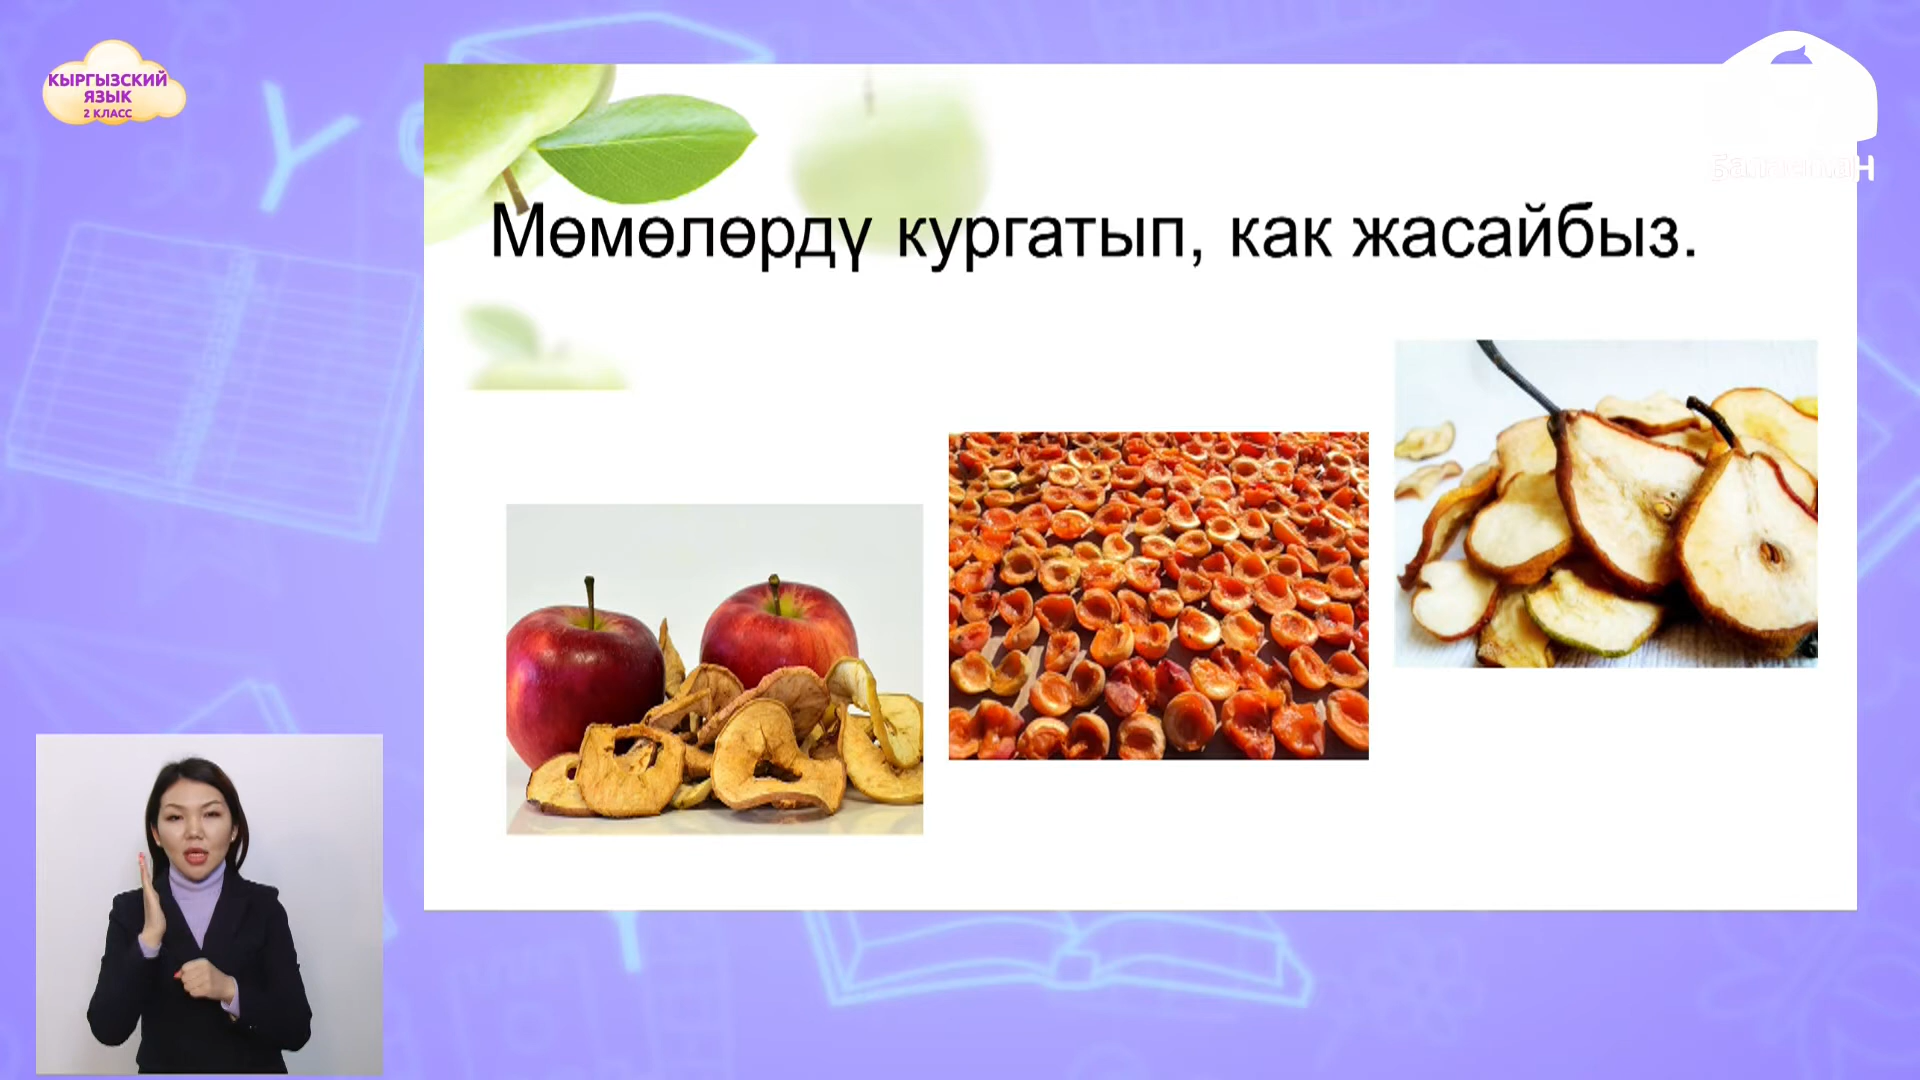 КЫРГЫЗСКИЙ
ЯЗЫК
2 КЛАСС
Мөмөлөрдү кургатып, как жасайбыз.